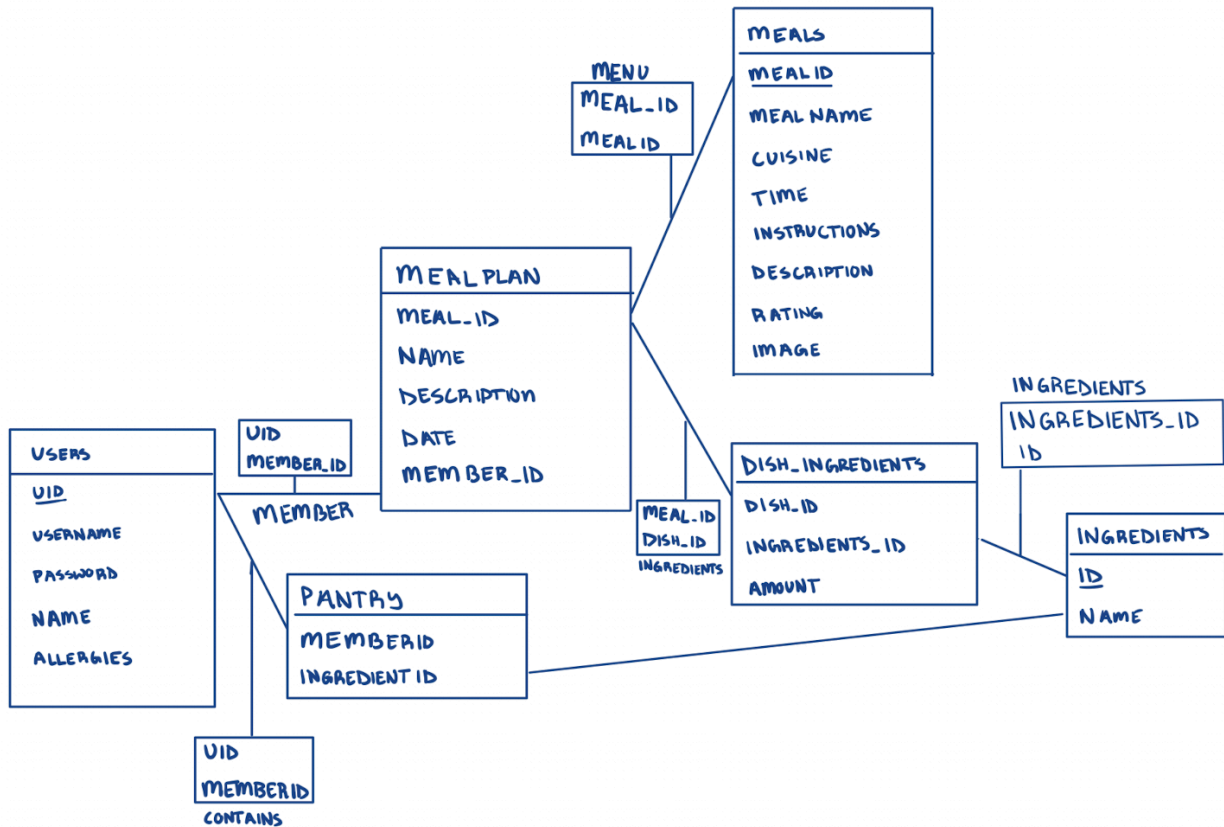 MEALS
MEALID
MEAL NAME
CUISINE
TIME
INSTRUCTIONS
DESCRIPTION
RATING
IMAGE
MENU
MEAL_ID
MEALID
MEALPLAN
MEAL_ID
NAME
DESCRIPTION
DATE
MEMBER_ID
USERS
UID
USERNAME
PASSWORD
NAME
ALLERGIES
UID
MEMBER_ID
MEMBER
PANTRY
MEMBERID
INGREDIENT ID
UID
MEMBERID
CONTAINS
MEAL_ID
DISH_ID
INGREDIENTS
DISH_INGREDIENTS
DISH_ID
INGREDIENTS_ID
AMOUNT
INGREDIENTS
INGREDIENTS_ID
ID
INGREDIENTS
ID
NAME